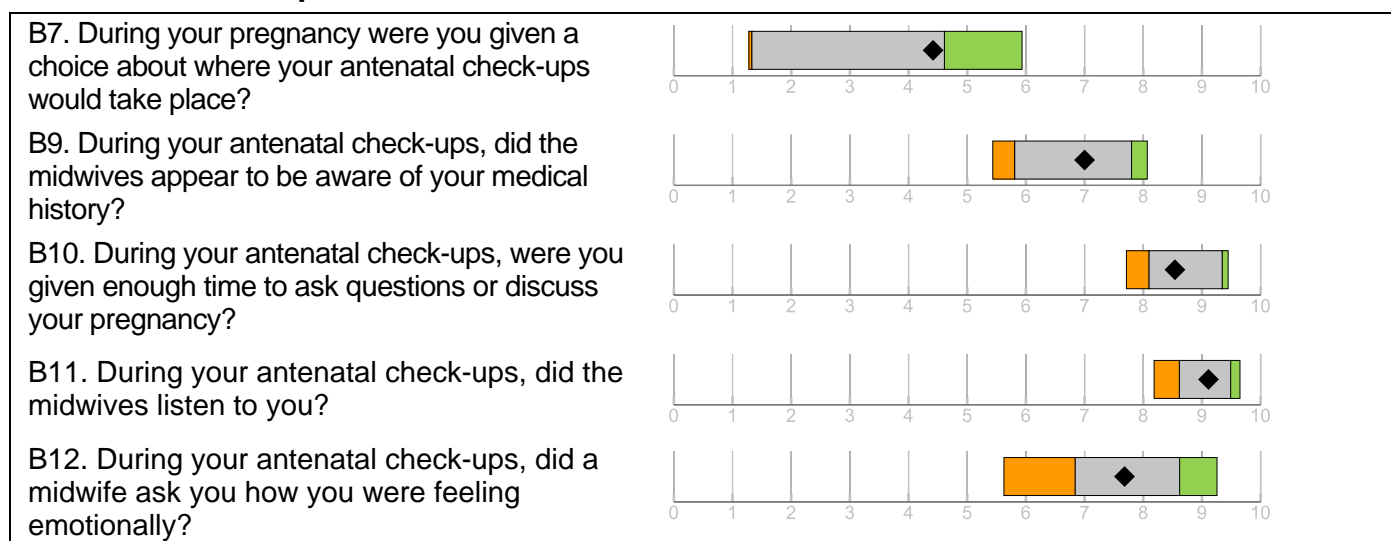 B7. During your pregnancy were you given a
choice about where your antenatal check-ups
would take place?
0 1 2 3 4 5 6 7 8 9 10
B9. During your antenatal check-ups, did the
midwives appear to be aware of your medical
history?
0 1 2 3 4 5 6 7 8 9 10
B10. During your antenatal check-ups, were you
given enough time to ask questions or discuss
your pregnancy?
0 1 2 3 4 5 6 7 8 9 10
B11. During your antenatal check-ups, did the
midwives listen to you?
0 1 2 3 4 5 6 7 8 9 10
B12. During your antenatal check-ups, did a
midwife ask you how you were feeling
emotionally?
0 1 2 3 4 5 6 7 8 9 10